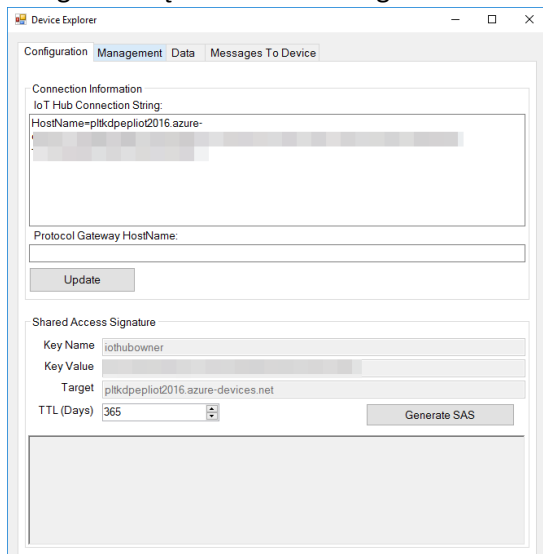 Device Explorer
Configuration Management Data Messages To Device
Connection Information
IoT Hub Connection String:
HostName=pltkdpepliot2016.azure-
Protocol Gateway HostName:
Update
Shared Access Signature
Key Name iothubowner
Key Value
Target pltkdpepliot2016.azure-devices.net
TTL (Days) 365
Generate SAS